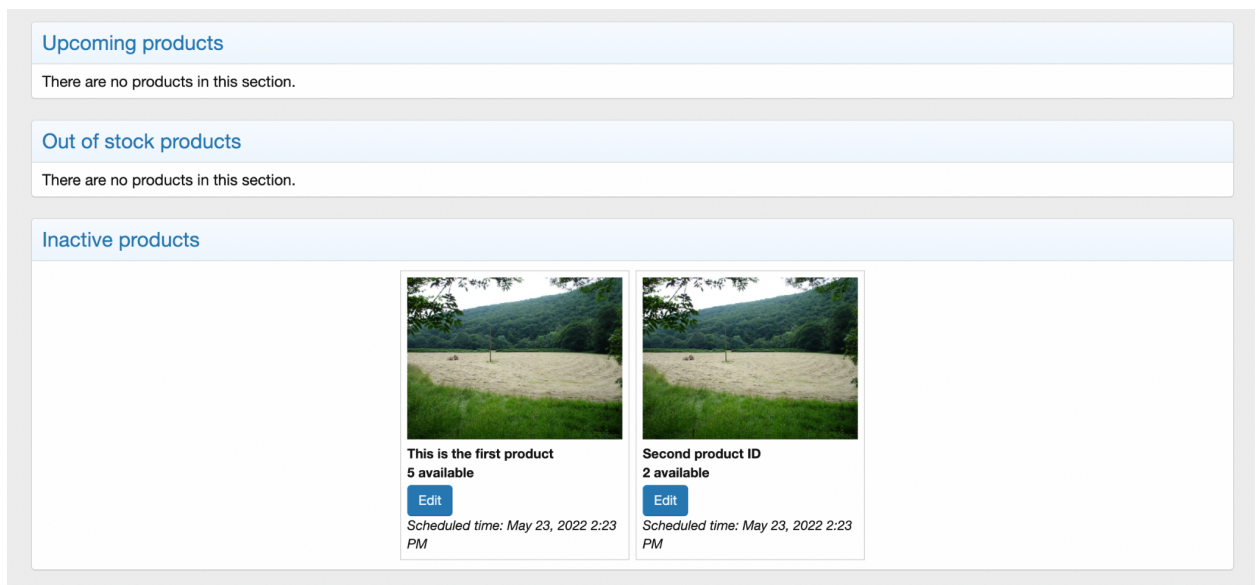 Upcoming products
There are no products in this section.
Out of stock products
There are no products in this section.
Inactive products
This is the first product
5 available
Edit
Scheduled time: May 23, 2022 2:23
PM
Second product ID
2 available
Edit
Scheduled time: May 23, 2022 2:23
PM